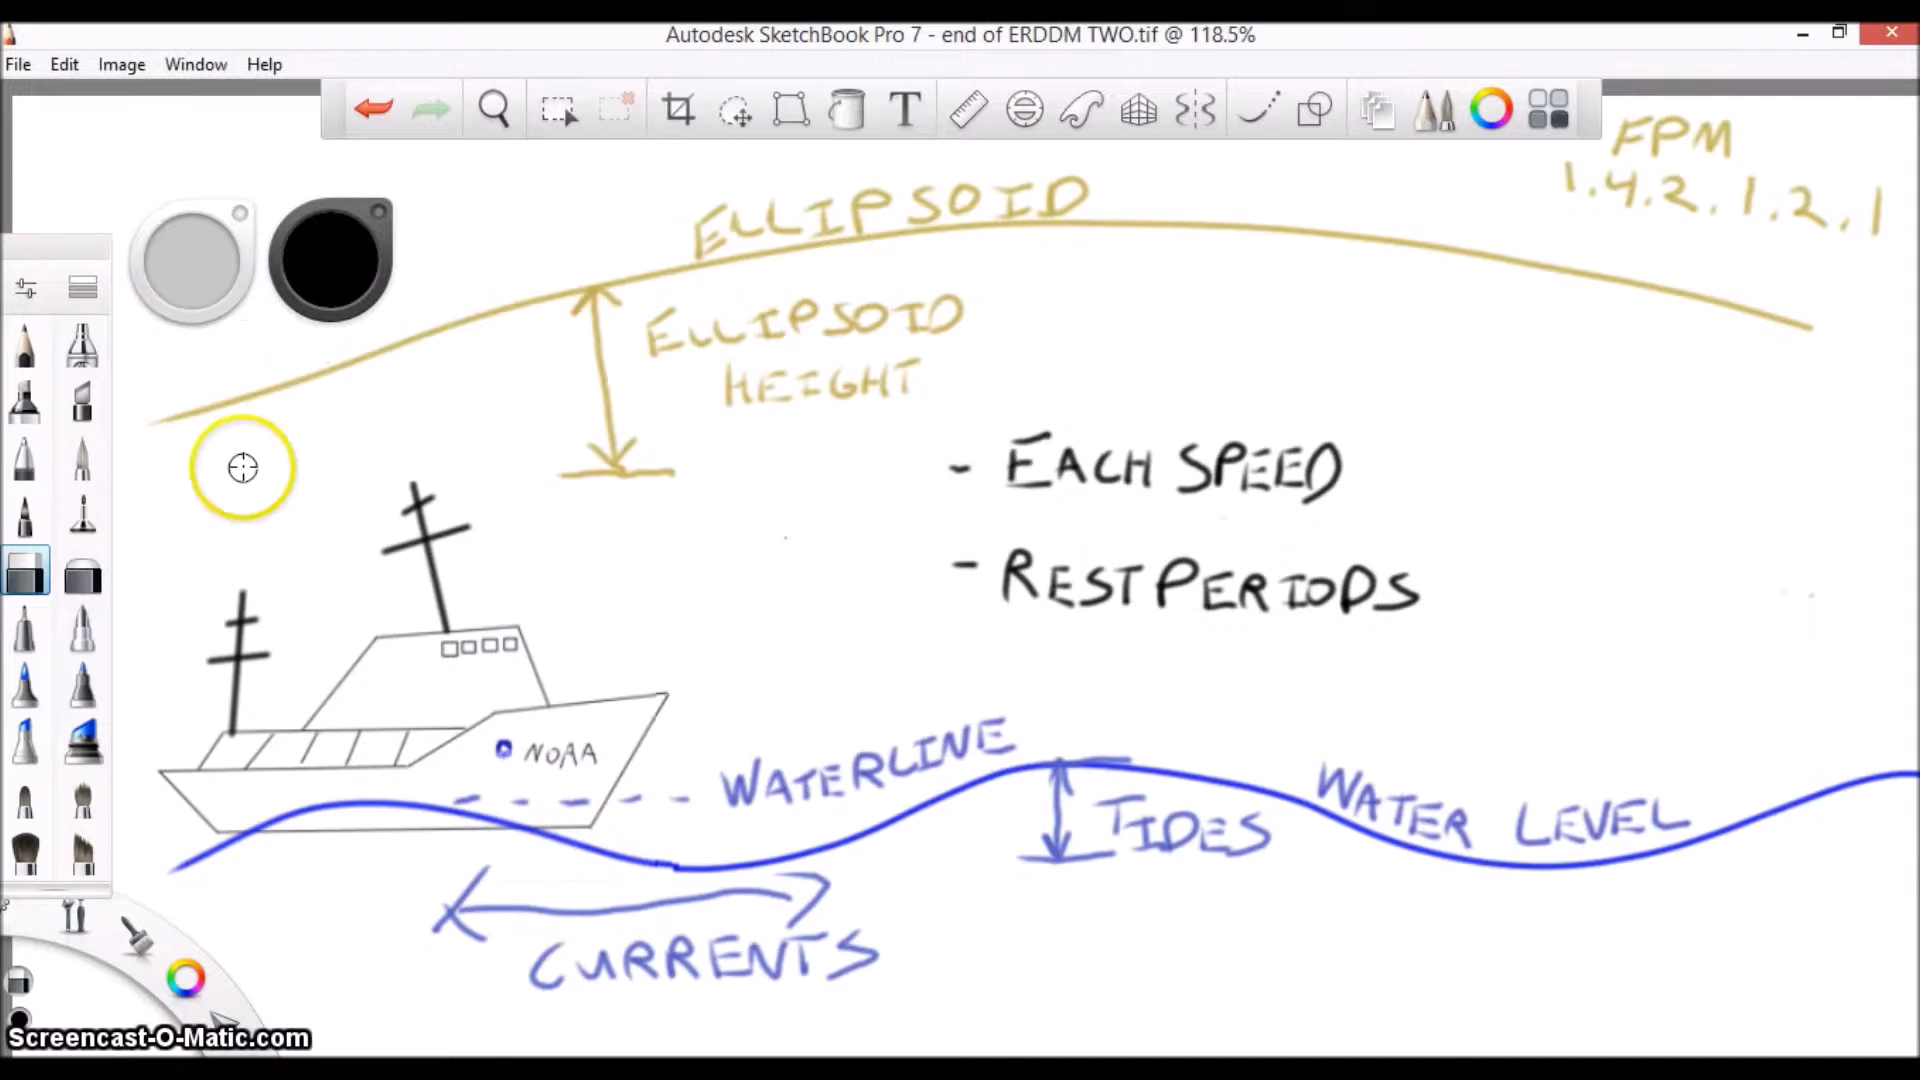 Autodesk SketchBook Pro 7 - end of ERDDM TWO.tif @ 118.5%
File Edit Image Window Help
T
FPM
1.4.2.1.2.1
ELLIPSOID
ELLIPSOID
HEIGHT
- EACH SPEED
- REST PERIODS
NOAA
WATERLINE
TIDES
WATER LEVEL
CURRENTS
Screencast-O-Matic.com